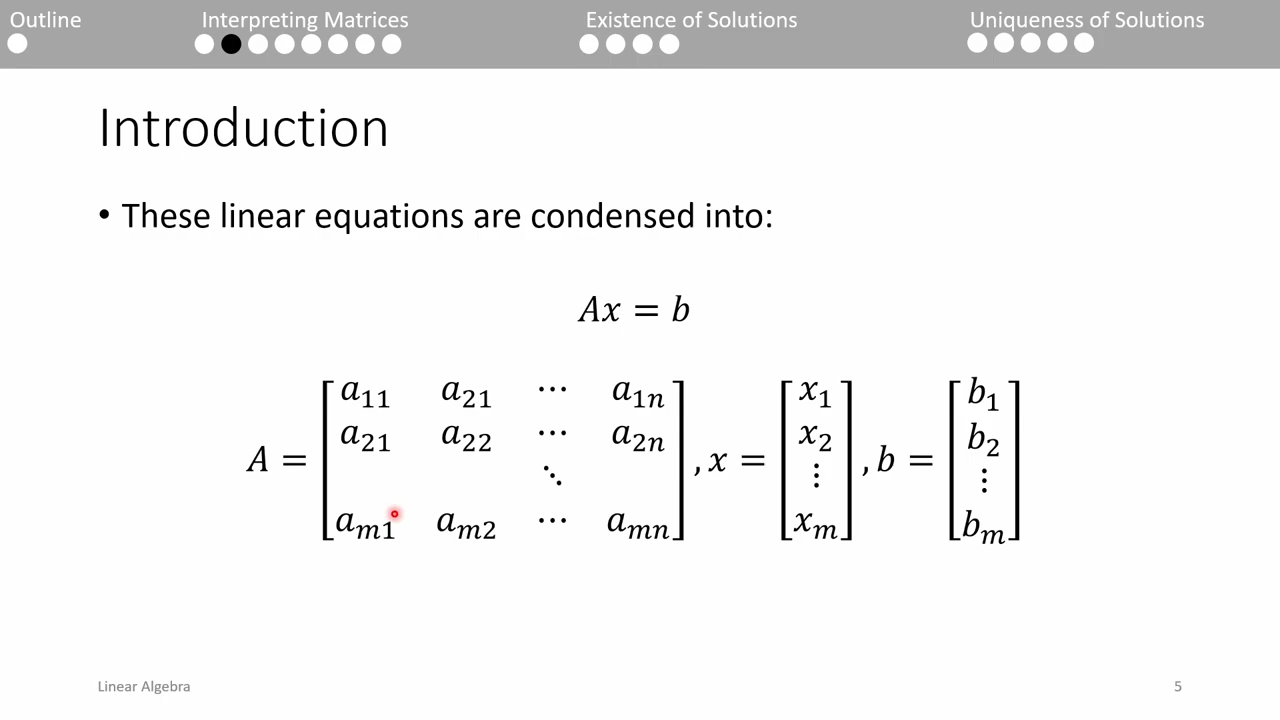 Outline
Interpreting Matrices
Existence of Solutions
Uniqueness of Solutions
Introduction
• These linear equations are condensed into:
Ax = b
A = [a₁₁ a₂₁ ⋯ a₁ₙ
a₂₁ a₂₂ ⋯ a₂ₙ
⋱
aₘ₁ aₘ₂ ⋯ aₘₙ], x = [x₁ x₂ ⋮ xₘ], b = [b₁ b₂ ⋮ bₘ]
Linear Algebra
5